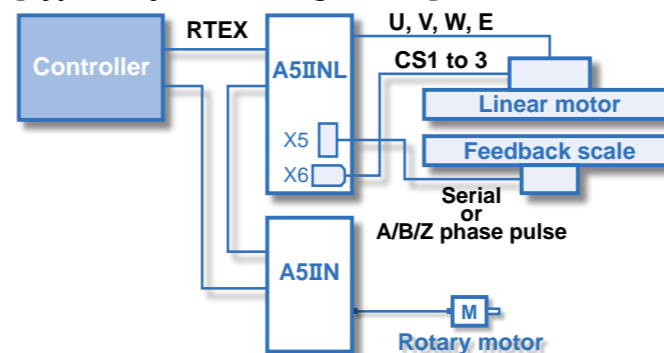 RTEX
U, V, W, E
Controller
A5ⅡNL
CS1 to 3
Linear motor
X5
Feedback scale
X6
Serial
or
A/B/Z phase pulse
A5ⅡN
M
Rotary motor